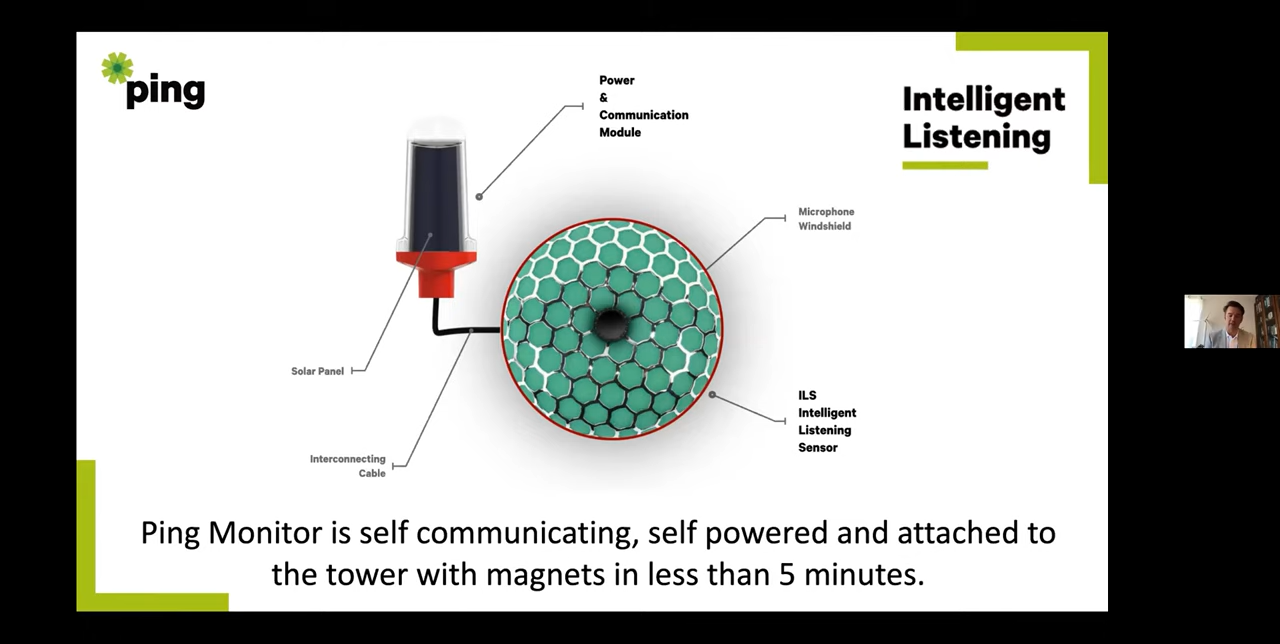 ping
Intelligent
Listening
Power
&
Communication
Module
Microphone
Windshield
Solar Panel
ILS
Intelligent
Listening
Sensor
Interconnecting
Cable
Ping Monitor is self communicating, self powered and attached to
the tower with magnets in less than 5 minutes.